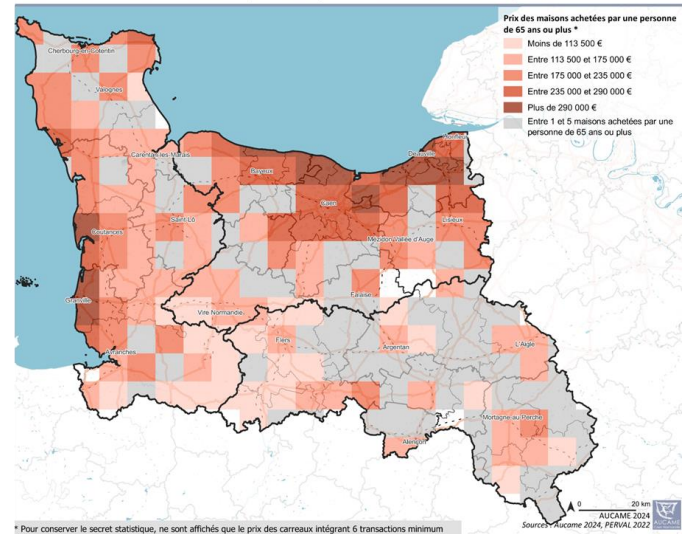 Prix des maisons achetées par une personne
de 65 ans ou plus *
Moins de 113 500 €
Entre 113 500 et 175 000 €
Entre 175 000 et 235 000 €
Entre 235 000 et 290 000 €
Plus de 290 000 €
Entre 1 et 5 maisons achetées par une
personne de 65 ans ou plus
Cherbourg-en-Cotentin
Valognes
Carentan les Marais
Honfleur
Deauville
Bayeux
Caen
Saint-Lô
Lisieux
Coutances
Mézidon Vallée d'Auge
Granville
Falaise
Vire Normandie
Flers
Argentan
L'Aigle
Avranches
Mortagne-au-Perche
Alençon
0 20 km
AUCAME 2024
Sources : Aucame 2024, PERVAL 2022
AUCAME
* Pour conserver le secret statistique, ne sont affichés que le prix des carreaux intégrant 6 transactions minimum